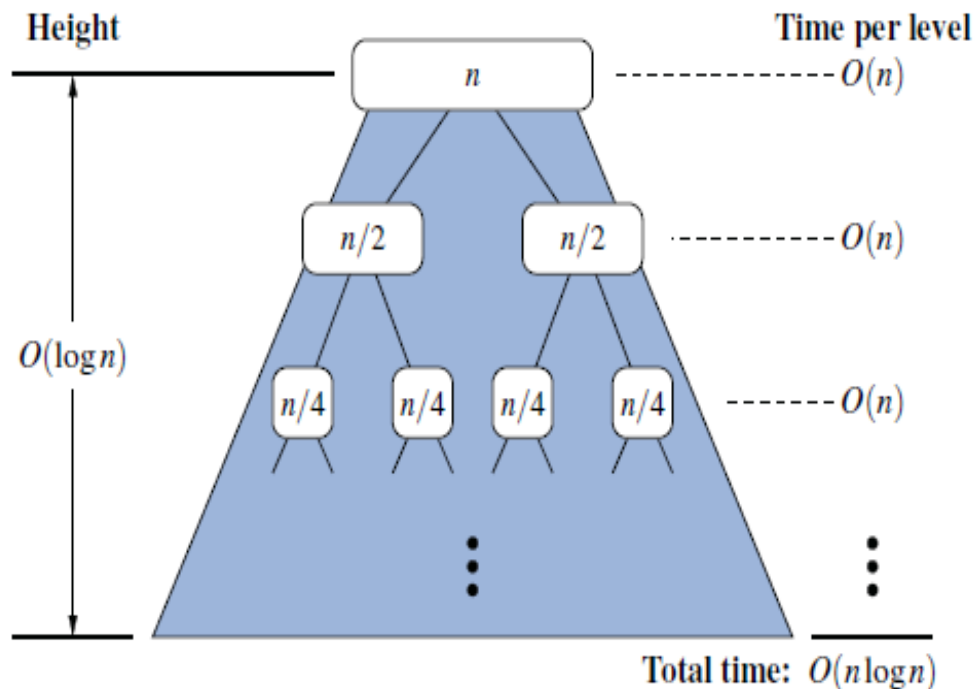 Height Time per level
n O(n)
n/2 n/2 O(n)
O(log n)
n/4 n/4 n/4 n/4 O(n)
Total time: O(n log n)